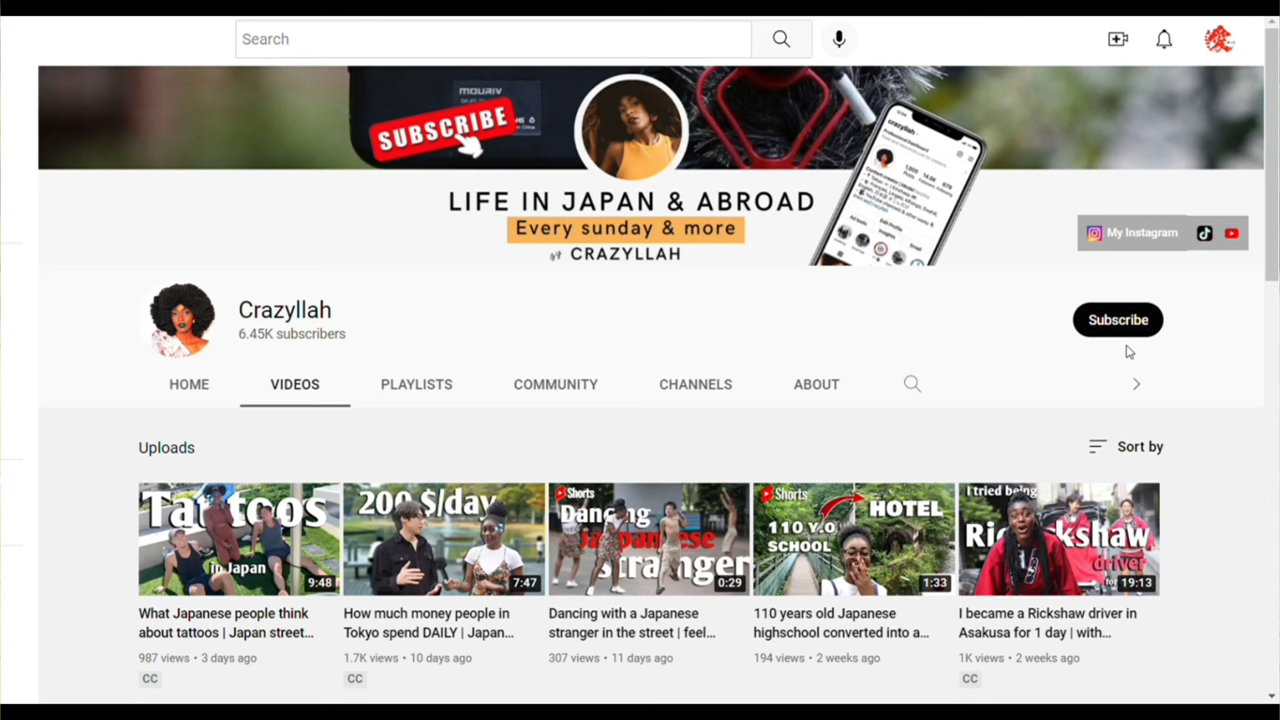 Search
MOURIV
SUBSCRIBE
crazyllah
LIFE IN JAPAN & ABROAD
Every sunday & more
by CRAZYLLAH
My Instagram
Crazyllah
6.45K subscribers
Subscribe
HOME VIDEOS PLAYLISTS COMMUNITY CHANNELS ABOUT
Uploads
Sort by
Tattoos
in Japan
9:48
What Japanese people think
about tattoos | Japan street...
987 views • 3 days ago
CC
200 $/day
7:47
How much money people in
Tokyo spend DAILY | Japan...
1.7K views • 10 days ago
CC
Shorts
Dancing
Japanese
stranger
0:29
Dancing with a Japanese
stranger in the street | feel...
307 views • 11 days ago
Shorts
HOTEL
110 Y.O
SCHOOL
1:33
110 years old Japanese
highschool converted into a...
194 views • 2 weeks ago
I tried being
Rickshaw
driver
for
19:13
I became a Rickshaw driver in
Asakusa for 1 day | with...
1K views • 2 weeks ago
CC